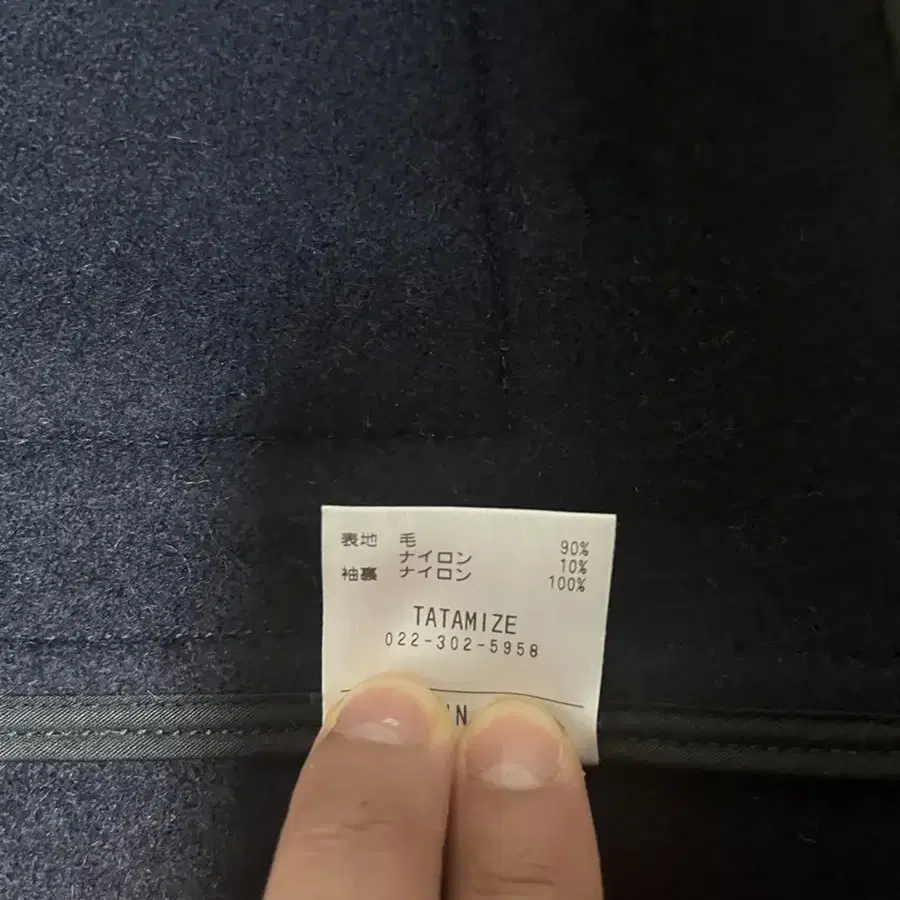 表地 毛 90%
ナイロン 10%
袖裏 ナイロン 100%
TATAMIZE
022-302-5958